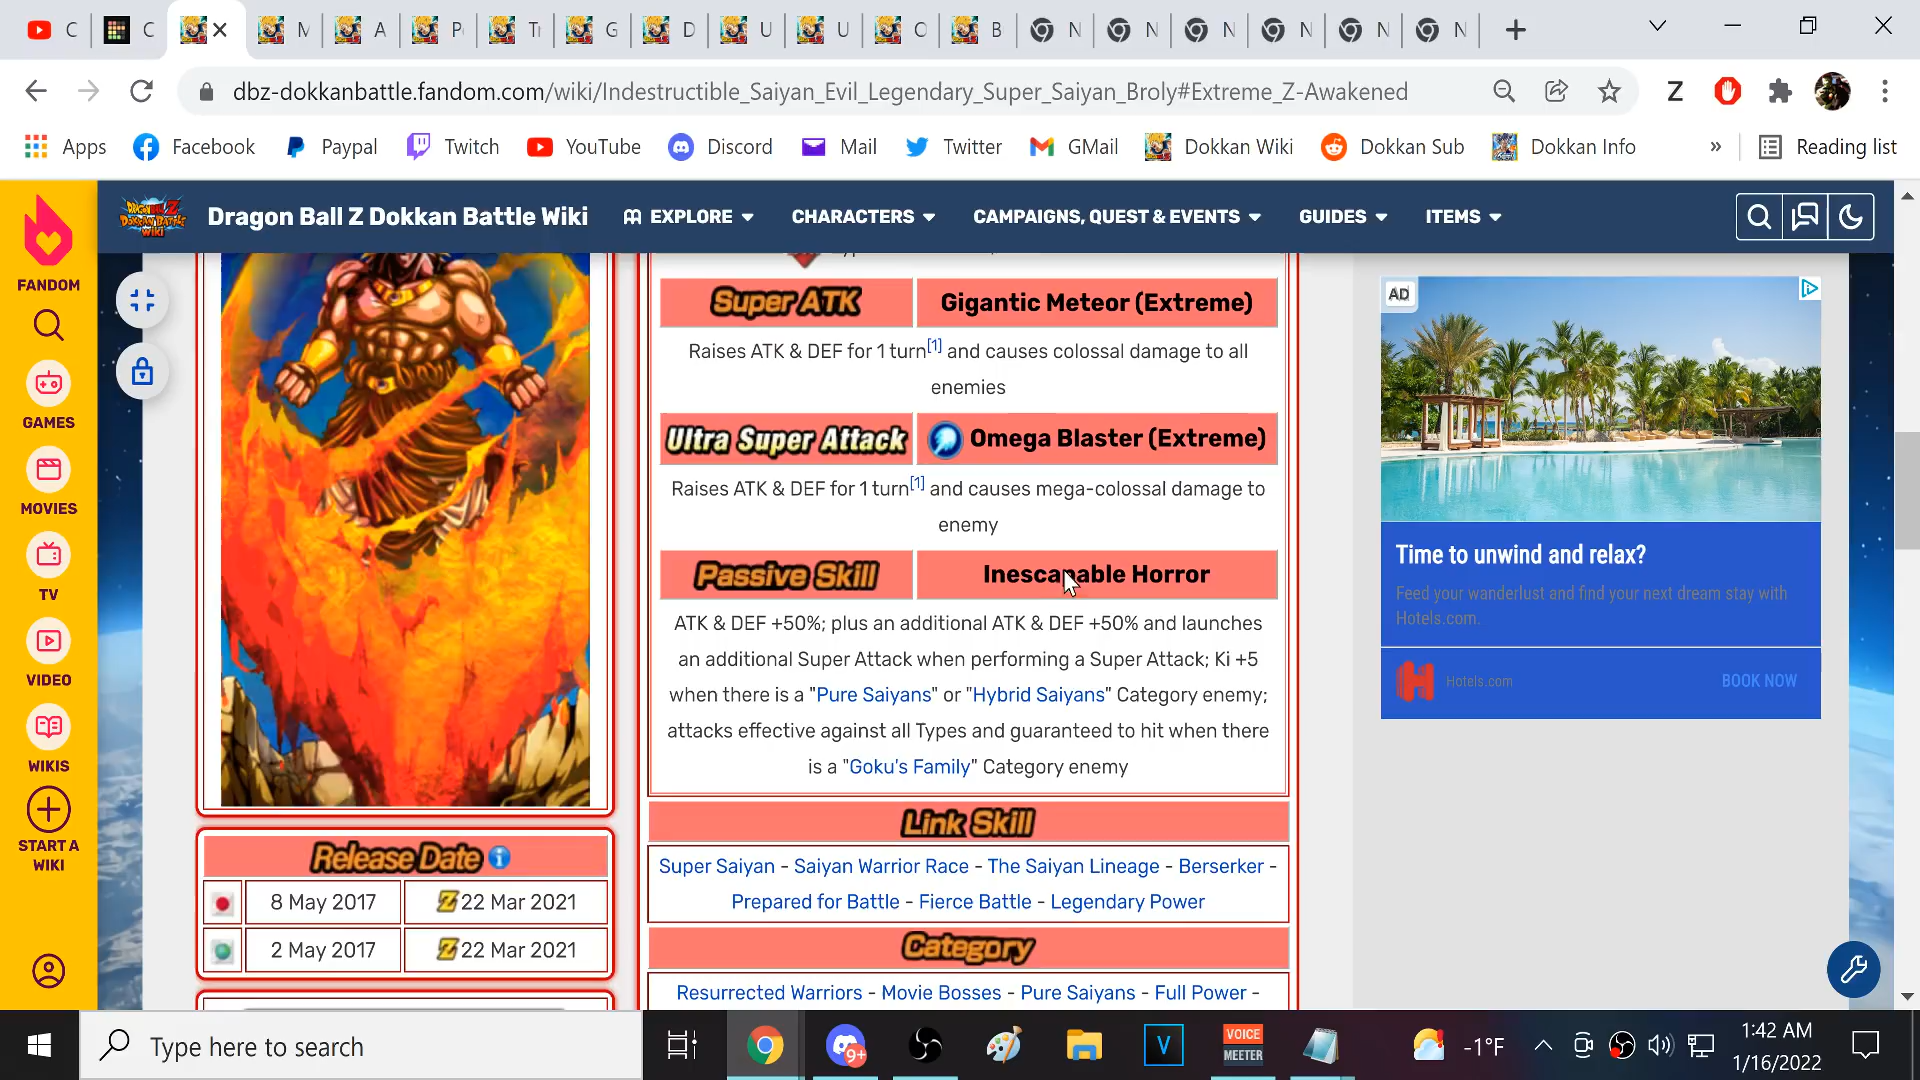 C C M A P Tr G D U U O B N N N N N N
dbz-dokkanbattle.fandom.com/wiki/Indestructible_Saiyan_Evil_Legendary_Super_Saiyan_Broly#Extreme_Z-Awakened
Z
Apps Facebook Paypal Twitch YouTube Discord Mail Twitter GMail Dokkan Wiki Dokkan Sub Dokkan Info » Reading list
Dragon Ball Z Dokkan Battle Wiki EXPLORE CHARACTERS CAMPAIGNS, QUEST & EVENTS GUIDES ITEMS
FANDOM
GAMES
MOVIES
TV
VIDEO
WIKIS
START A
WIKI
Super ATK Gigantic Meteor (Extreme)
Raises ATK & DEF for 1 turn[1] and causes colossal damage to all
enemies
Ultra Super Attack Omega Blaster (Extreme)
Raises ATK & DEF for 1 turn[1] and causes mega-colossal damage to
enemy
Passive Skill Inescapable Horror
ATK & DEF +50%; plus an additional ATK & DEF +50% and launches
an additional Super Attack when performing a Super Attack; Ki +5
when there is a "Pure Saiyans" or "Hybrid Saiyans" Category enemy;
attacks effective against all Types and guaranteed to hit when there
is a "Goku's Family" Category enemy
Link Skill
Super Saiyan - Saiyan Warrior Race - The Saiyan Lineage - Berserker -
Prepared for Battle - Fierce Battle - Legendary Power
Category
Resurrected Warriors - Movie Bosses - Pure Saiyans - Full Power -
Release Date
8 May 2017 Z 22 Mar 2021
2 May 2017 Z 22 Mar 2021
AD
Time to unwind and relax?
Feed your wanderlust and find your next dream stay with
Hotels.com.
Hotels.com BOOK NOW
Type here to search
9+
V
VOICE
MEETER
-1°F
1:42 AM
1/16/2022